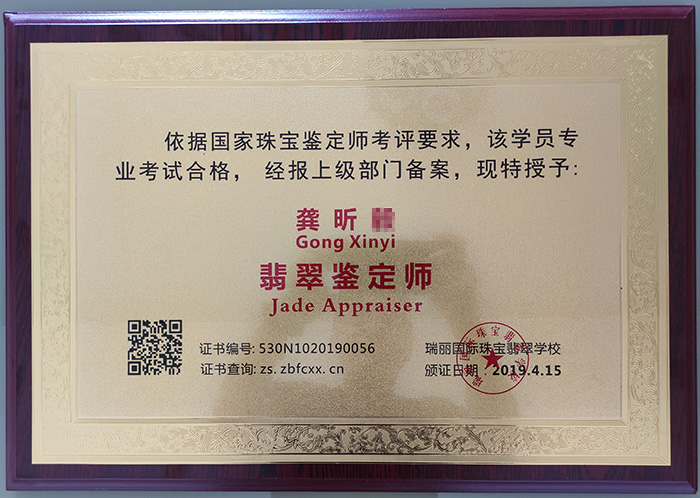 依据国家珠宝鉴定师考评要求，该学员专
业考试合格， 经报上级部门备案，现特授予:
龚 昕
Gong Xinyi
翡翠鉴定师
Jade Appraiser
证书编号: 530N1020190056
瑞丽国际珠宝翡翠学校
证书查询: zs.zbfcxx.cn
颁证日期．2019.4.15